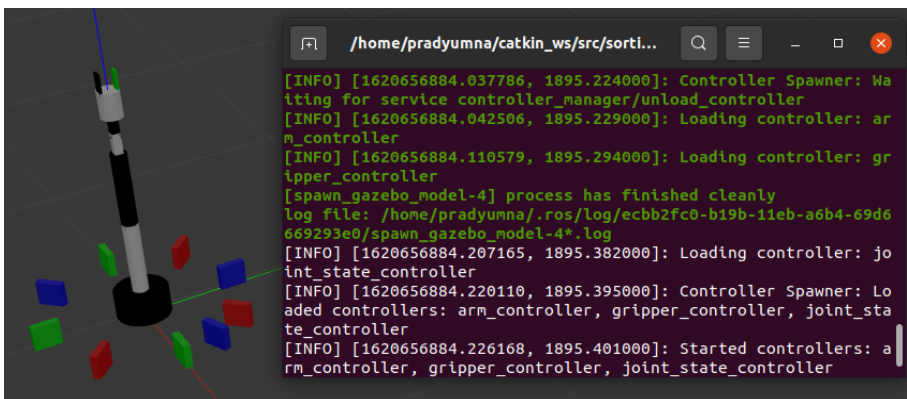 /home/pradyumna/catkin_ws/src/sorti...
[INFO] [1620656884.037786, 1895.224000]: Controller Spawner: Wa
iting for service controller_manager/unload_controller
[INFO] [1620656884.042506, 1895.229000]: Loading controller: ar
m_controller
[INFO] [1620656884.110579, 1895.294000]: Loading controller: gr
ipper_controller
[spawn_gazebo_model-4] process has finished cleanly
log file: /home/pradyumna/.ros/log/ecbb2fc0-b19b-11eb-a6b4-69d6
669293e0/spawn_gazebo_model-4*.log
[INFO] [1620656884.207165, 1895.382000]: Loading controller: jo
int_state_controller
[INFO] [1620656884.220110, 1895.395000]: Controller Spawner: Lo
aded controllers: arm_controller, gripper_controller, joint_sta
te_controller
[INFO] [1620656884.226168, 1895.401000]: Started controllers: a
rm_controller, gripper_controller, joint_state_controller